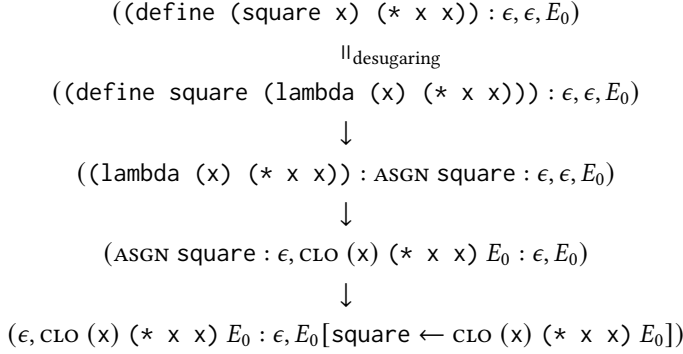 ((define (square x) (* x x)) : ϵ, ϵ, E₀)
॥desugaring
((define square (lambda (x) (* x x))) : ϵ, ϵ, E₀)
↓
((lambda (x) (* x x)) : ASGN square : ϵ, ϵ, E₀)
↓
(ASGN square : ϵ, CLO (x) (* x x) E₀ : ϵ, E₀)
↓
(ϵ, CLO (x) (* x x) E₀ : ϵ, E₀[square ← CLO (x) (* x x) E₀])